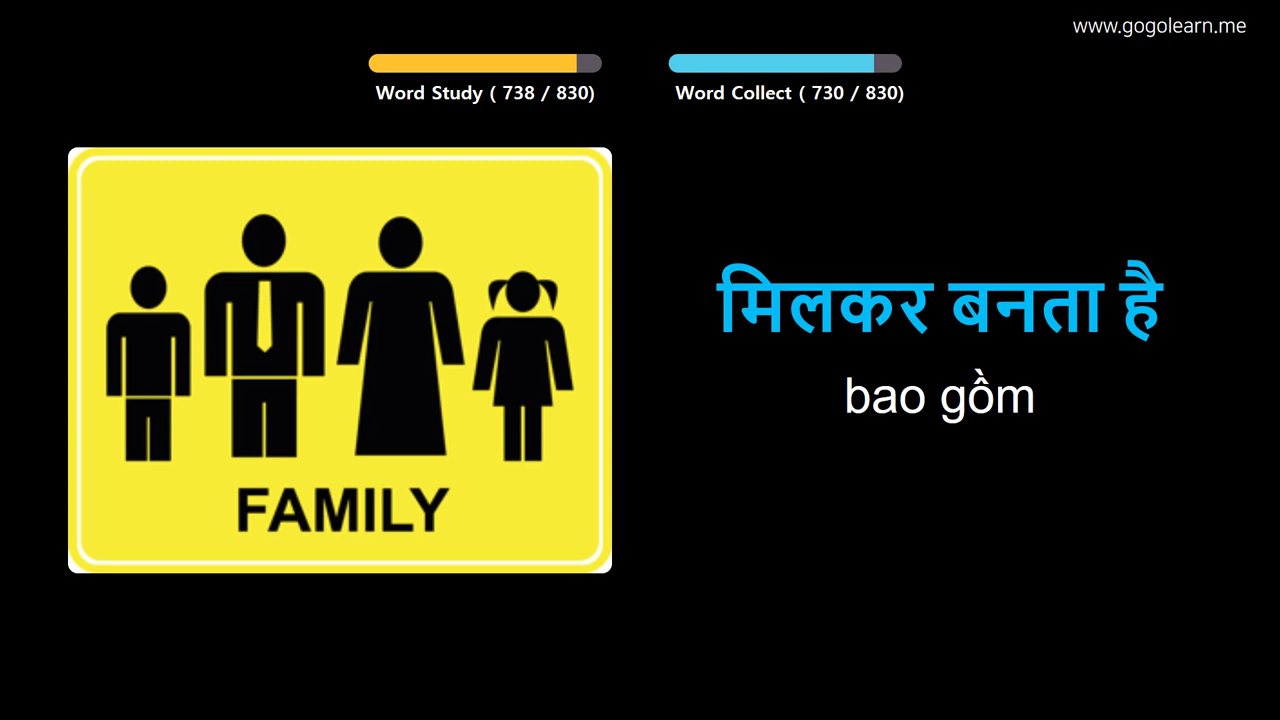 www.gogolearn.me
Word Study ( 738 / 830)
Word Collect ( 730 / 830)
मिलकर बनता है
bao gồm
FAMILY